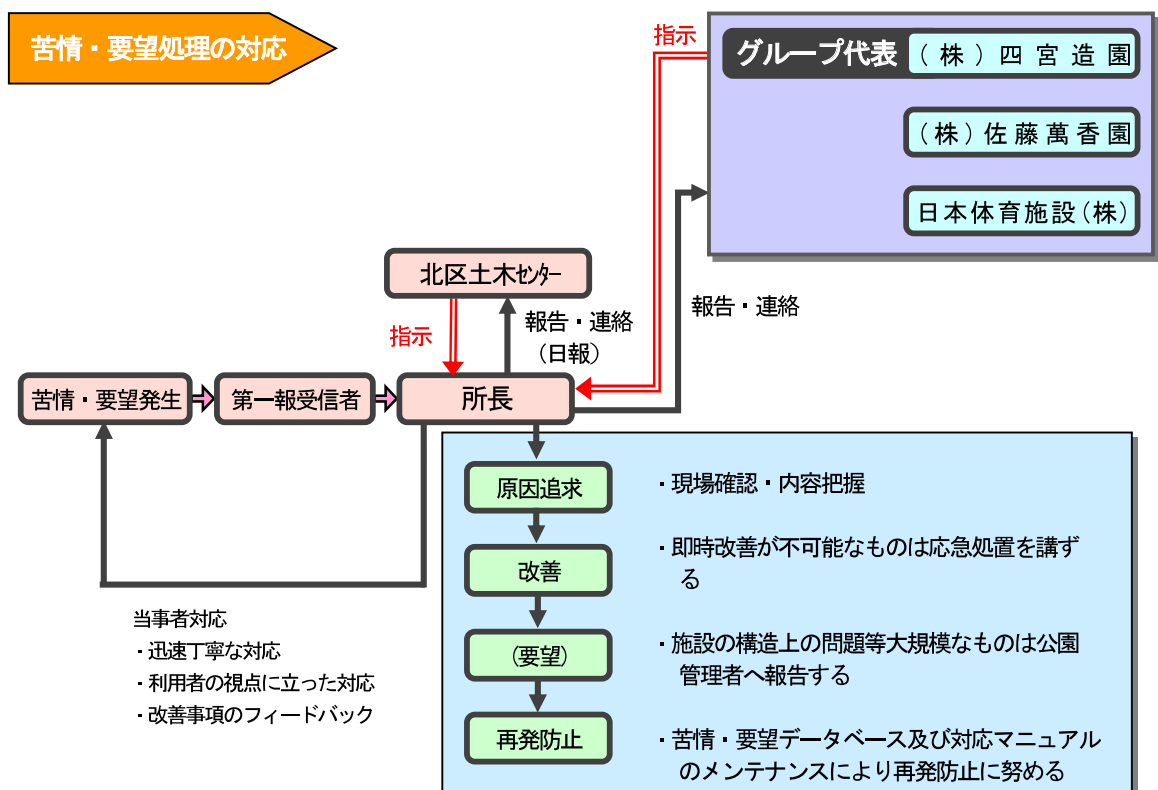 苦情・要望処理の対応
指示
グループ代表
(株)四宮造園
(株)佐藤萬香園
日本体育施設(株)
北区土木ｾﾝﾀｰ
報告・連絡
指示
報告・連絡
(日報)
苦情・要望発生
第一報受信者
所長
原因追求
・現場確認・内容把握
改善
・即時改善が不可能なものは応急処置を講ず
る
(要望)
・施設の構造上の問題等大規模なものは公園
管理者へ報告する
再発防止
・苦情・要望データベース及び対応マニュアル
のメンテナンスにより再発防止に努める
当事者対応
・迅速丁寧な対応
・利用者の視点に立った対応
・改善事項のフィードバック